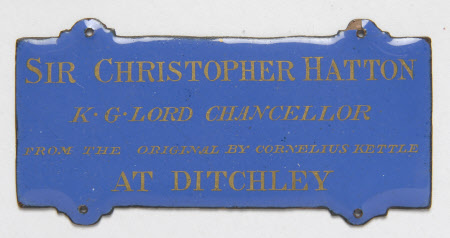 SIR CHRISTOPHER HATTON
K·G·LORD CHANCELLOR
FROM THE ORIGINAL BY CORNELIUS KETTLE
AT DITCHLEY